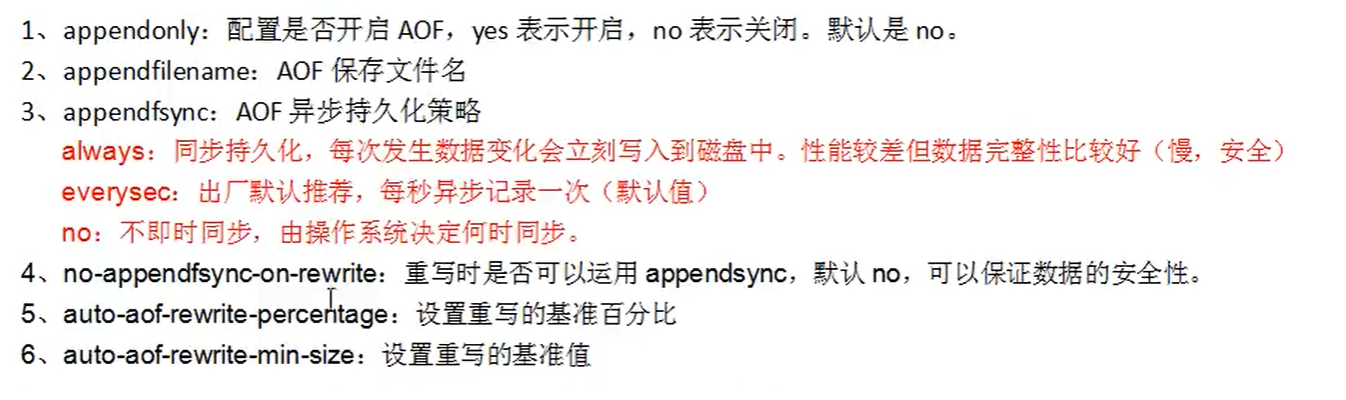 1、appendonly：配置是否开启 AOF，yes 表示开启，no 表示关闭。默认是 no。
2、appendfilename：AOF 保存文件名
3、appendfsync：AOF 异步持久化策略
always：同步持久化，每次发生数据变化会立刻写入到磁盘中。性能较差但数据完整性比较好（慢，安全）
everysec：出厂默认推荐，每秒异步记录一次（默认值）
no：不即时同步，由操作系统决定何时同步。
4、no-appendfsync-on-rewrite：重写时是否可以运用 appendsync，默认 no，可以保证数据的安全性。
5、auto-aof-rewrite-percentage：设置重写的基准百分比
6、auto-aof-rewrite-min-size：设置重写的基准值